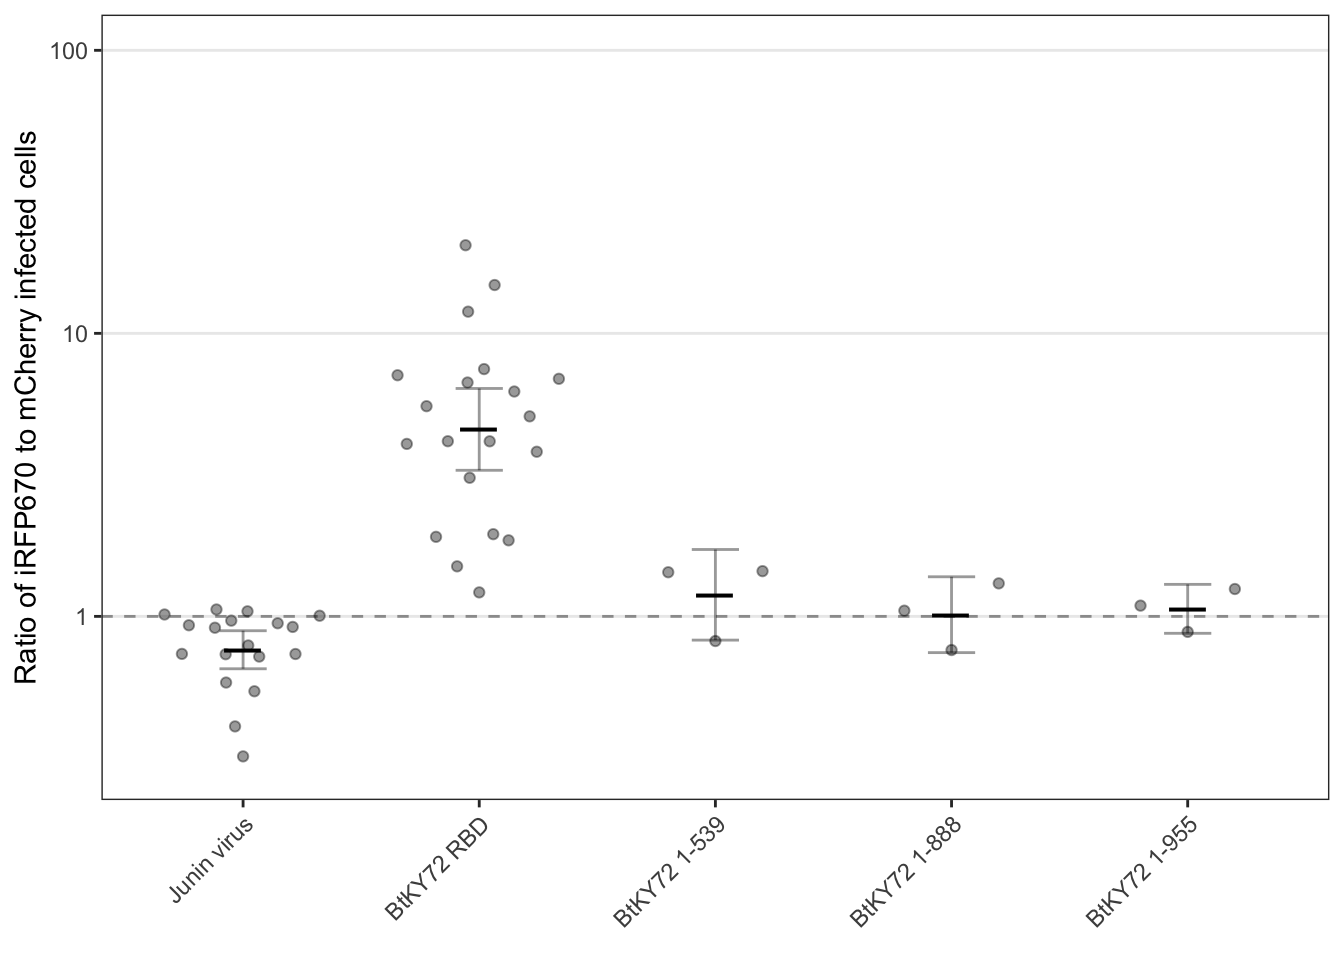 Ratio of iRFP670 to mCherry infected cells
100
10
1
Junin virus
BtKY72 RBD
BtKY72 1-539
BtKY72 1-888
BtKY72 1-955